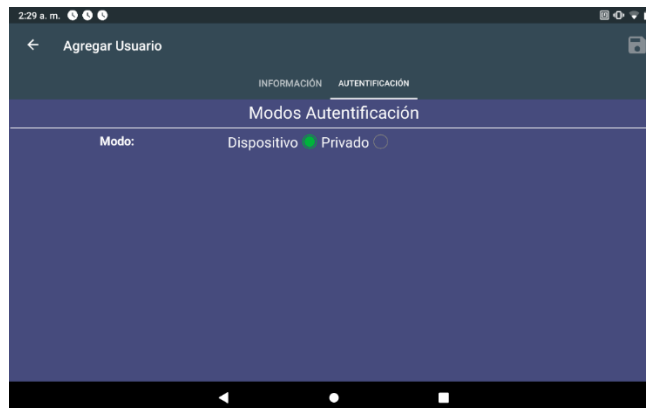 2:29 a. m.
Agregar Usuario
INFORMACIÓN AUTENTIFICACIÓN
Modos Autentificación
Modo: Dispositivo Privado